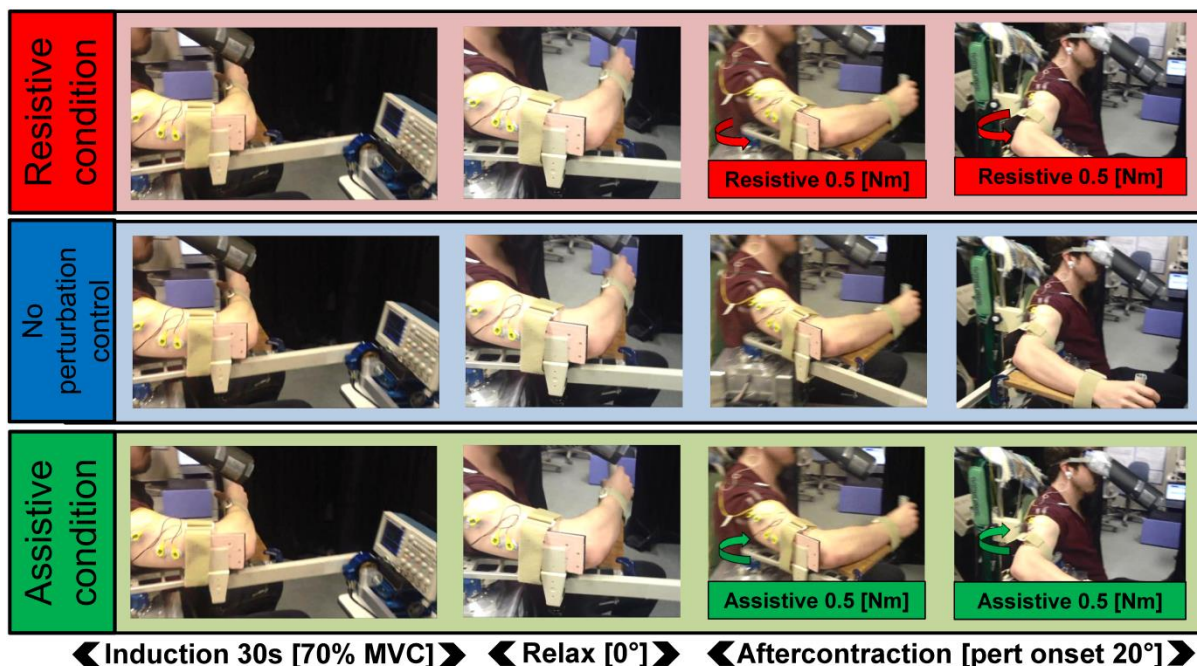 Resistive
condition
Resistive 0.5 [Nm]
Resistive 0.5 [Nm]
No
perturbation
control
Assistive
condition
Assistive 0.5 [Nm]
Assistive 0.5 [Nm]
Induction 30s [70% MVC]
Relax [0°]
Aftercontraction [pert onset 20°]